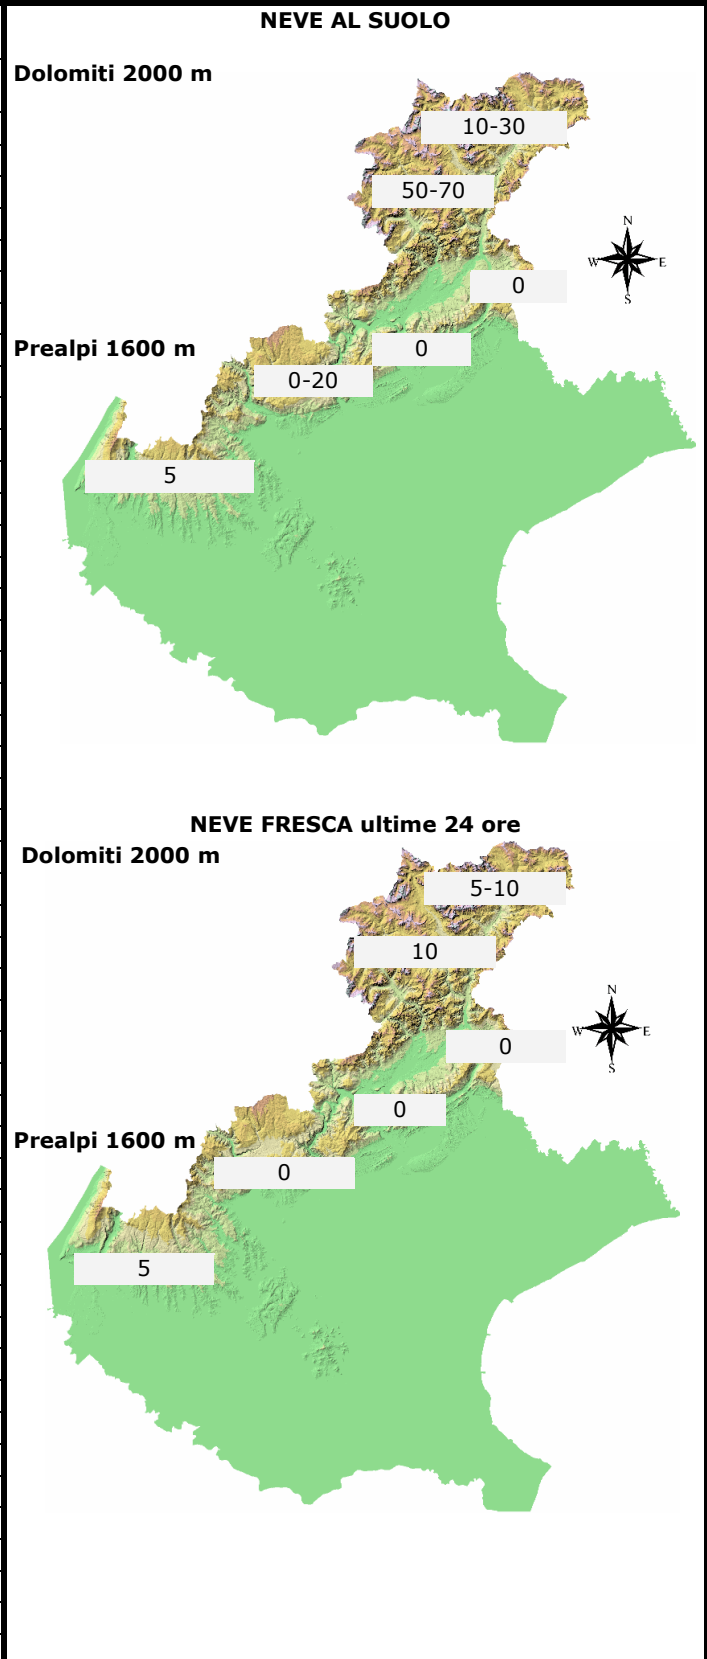 NEVE AL SUOLO
Dolomiti 2000 m
10-30
50-70
N
W E
S
0
Prealpi 1600 m
0
0-20
5
NEVE FRESCA ultime 24 ore
Dolomiti 2000 m
5-10
10
N
W E
S
0
0
Prealpi 1600 m
0
5